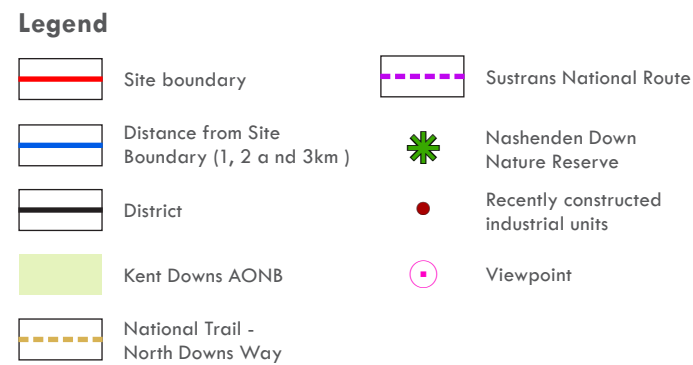 Legend
Site boundary
Distance from Site
Boundary (1, 2 a nd 3km )
District
Kent Downs AONB
National Trail -
North Downs Way
Sustrans National Route
Nashenden Down
Nature Reserve
Recently constructed
industrial units
Viewpoint